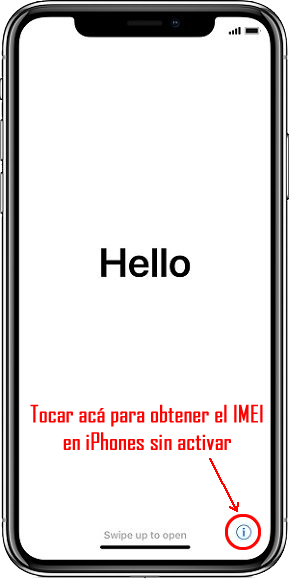 Hello
Tocar acá para obtener el IMEI
en iPhones sin activar
Swipe up to open
i